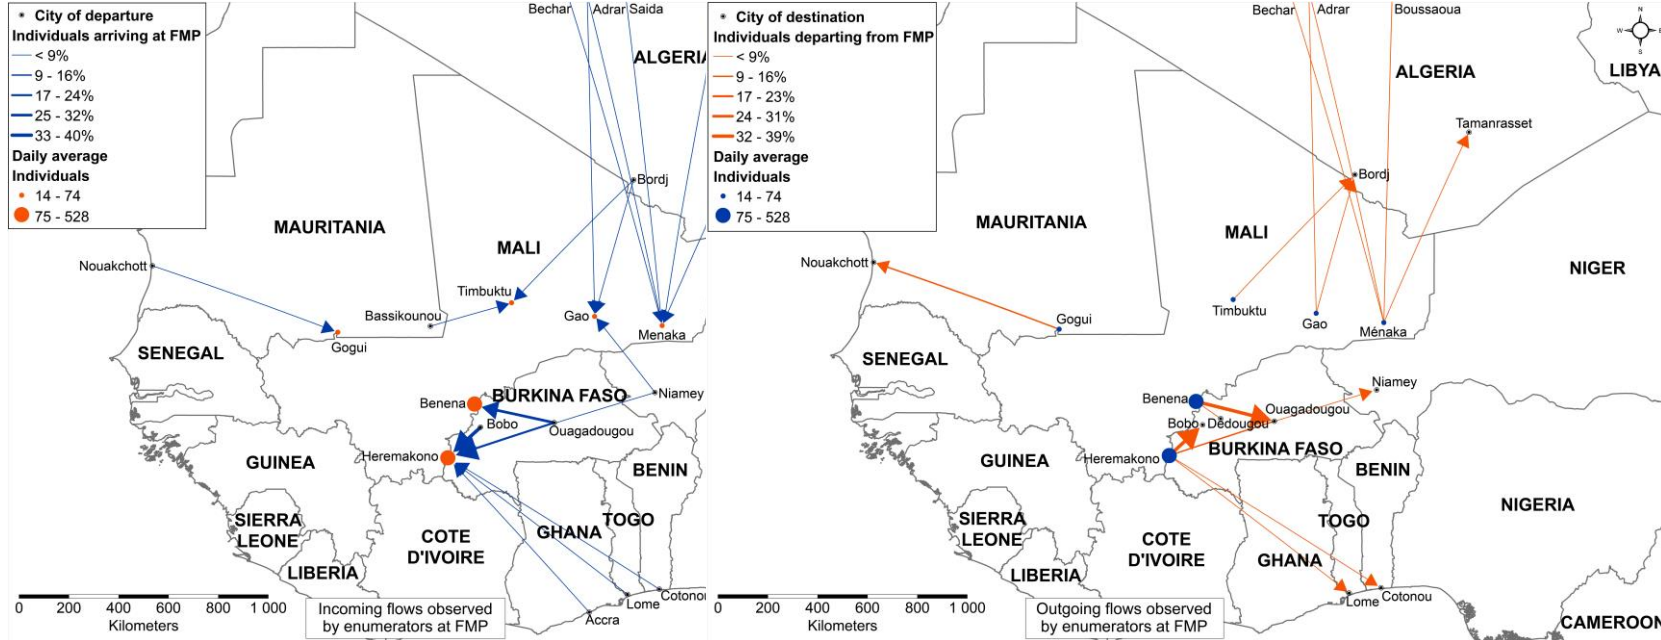 City of departure
Individuals arriving at FMP
< 9%
9 - 16%
17 - 24%
25 - 32%
33 - 40%
Daily average
Individuals
14 - 74
75 - 528
Bechar
Adrar
Saida
ALGERIA
Bordj
MAURITANIA
MALI
Nouakchott
Timbuktu
Bassikounou
Gao
Menaka
Gogui
SENEGAL
BURKINA FASO
Niamey
Benena
Bobo
Ouagadougou
Heremakono
GUINEA
BENIN
SIERRA
LEONE
COTE
D'IVOIRE
GHANA
TOGO
LIBERIA
Cotonou
Lome
Accra
0 200 400 600 800 1 000
Kilometers
Incoming flows observed
by enumerators at FMP
City of destination
Individuals departing from FMP
< 9%
9 - 16%
17 - 23%
24 - 31%
32 - 39%
Daily average
Individuals
14 - 74
75 - 528
Bechar
Adrar
Boussaoua
N
W
E
S
LIBYA
ALGERIA
Tamanrasset
Bordj
MAURITANIA
MALI
Nouakchott
NIGER
Timbuktu
Gao
Ménaka
Gogui
SENEGAL
Niamey
Benena
Ouagadougou
Bobo
Dédougou
BURKINA FASO
Heremakono
GUINEA
BENIN
NIGERIA
SIERRA
LEONE
TOGO
COTE
D'IVOIRE
GHANA
LIBERIA
Lome
Cotonou
0 200 400 600 800 1 000
Kilometers
Outgoing flows observed
by enumerators at FMP
CAMEROON